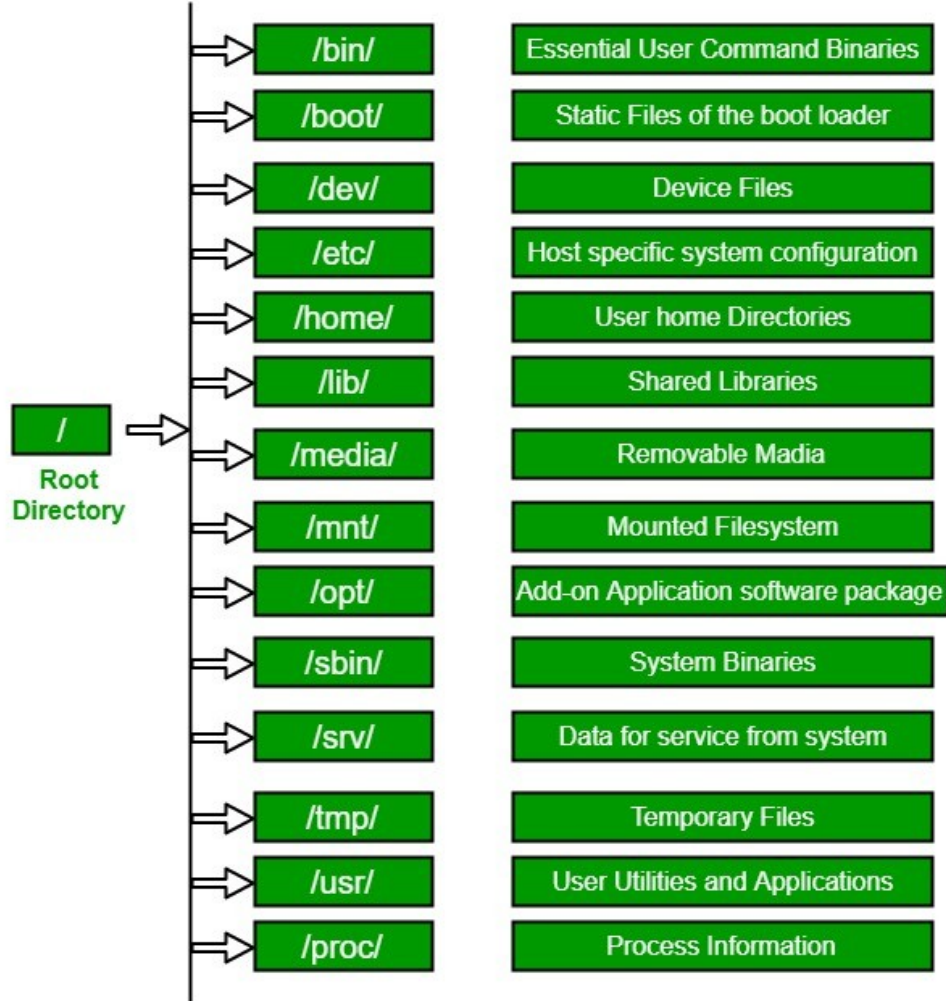 /bin/ Essential User Command Binaries
/boot/ Static Files of the boot loader
/dev/ Device Files
/etc/ Host specific system configuration
/home/ User home Directories
/lib/ Shared Libraries
/
Root
Directory
/media/ Removable Madia
/mnt/ Mounted Filesystem
/opt/ Add-on Application software package
/sbin/ System Binaries
/srv/ Data for service from system
/tmp/ Temporary Files
/usr/ User Utilities and Applications
/proc/ Process Information